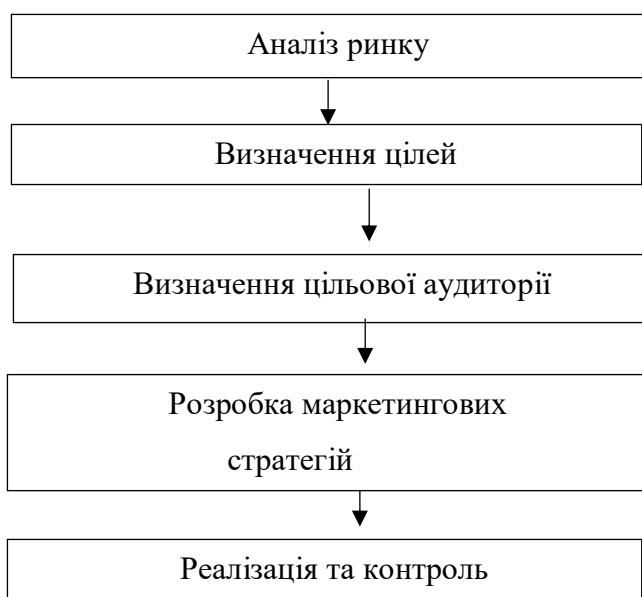 Аналіз ринку
Визначення цілей
Визначення цільової аудиторії
Розробка маркетингових
стратегій
Реалізація та контроль